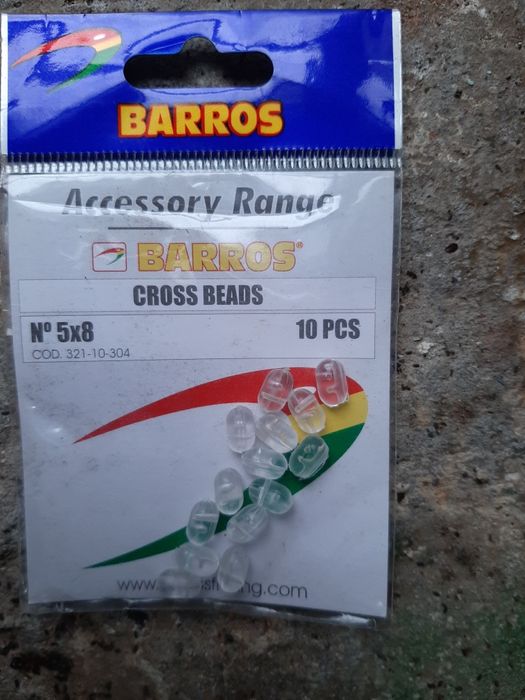 BARROS
Accessory Range
BARROS®
CROSS BEADS
Nº 5x8 10 PCS
COD. 321-10-304